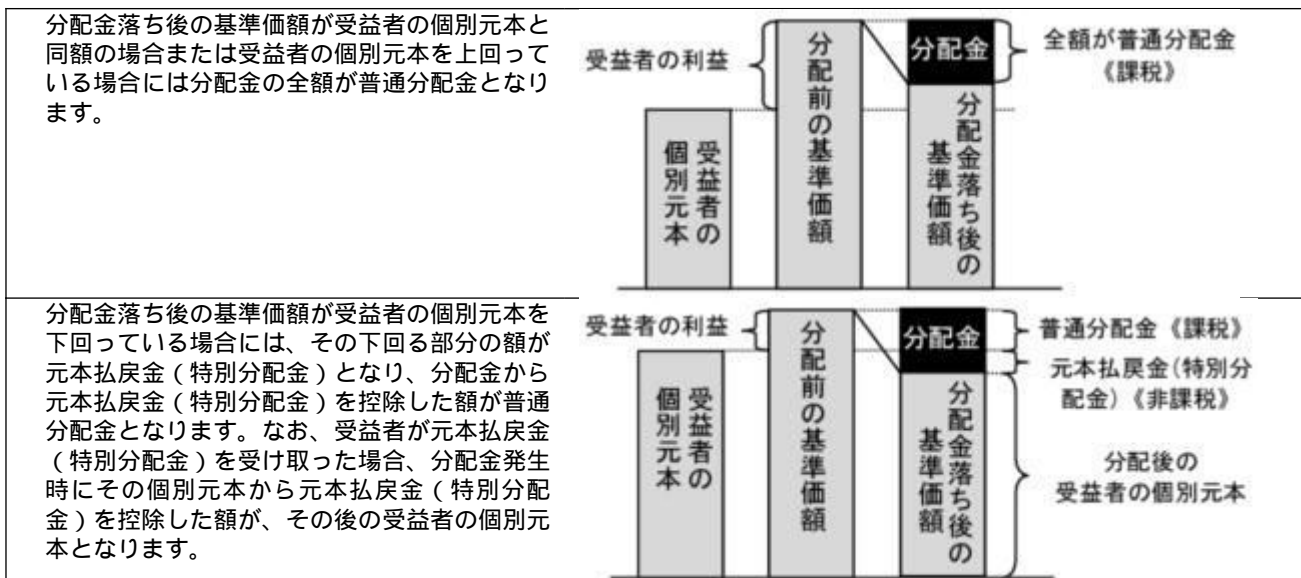 分配金落ち後の基準価額が受益者の個別元本と
同額の場合または受益者の個別元本を上回って
いる場合には分配金の全額が普通分配金となり
ます。
受益者の利益
受益者の
個別元本
分配前の基準価額
分配金
分配金落ち後の
基準価額
全額が普通分配金
《課税》
分配金落ち後の基準価額が受益者の個別元本を
下回っている場合には、その下回る部分の額が
元本払戻金(特別分配金)となり、分配金から
元本払戻金(特別分配金)を控除した額が普通
分配金となります。なお、受益者が元本払戻金
(特別分配金)を受け取った場合、分配金発生
時にその個別元本から元本払戻金(特別分配
金)を控除した額が、その後の受益者の個別元
本となります。
受益者の利益
受益者の
個別元本
分配前の基準価額
分配金
分配金落ち後の
基準価額
普通分配金《課税》
元本払戻金(特別分
配金)《非課税》
分配後の
受益者の個別元本